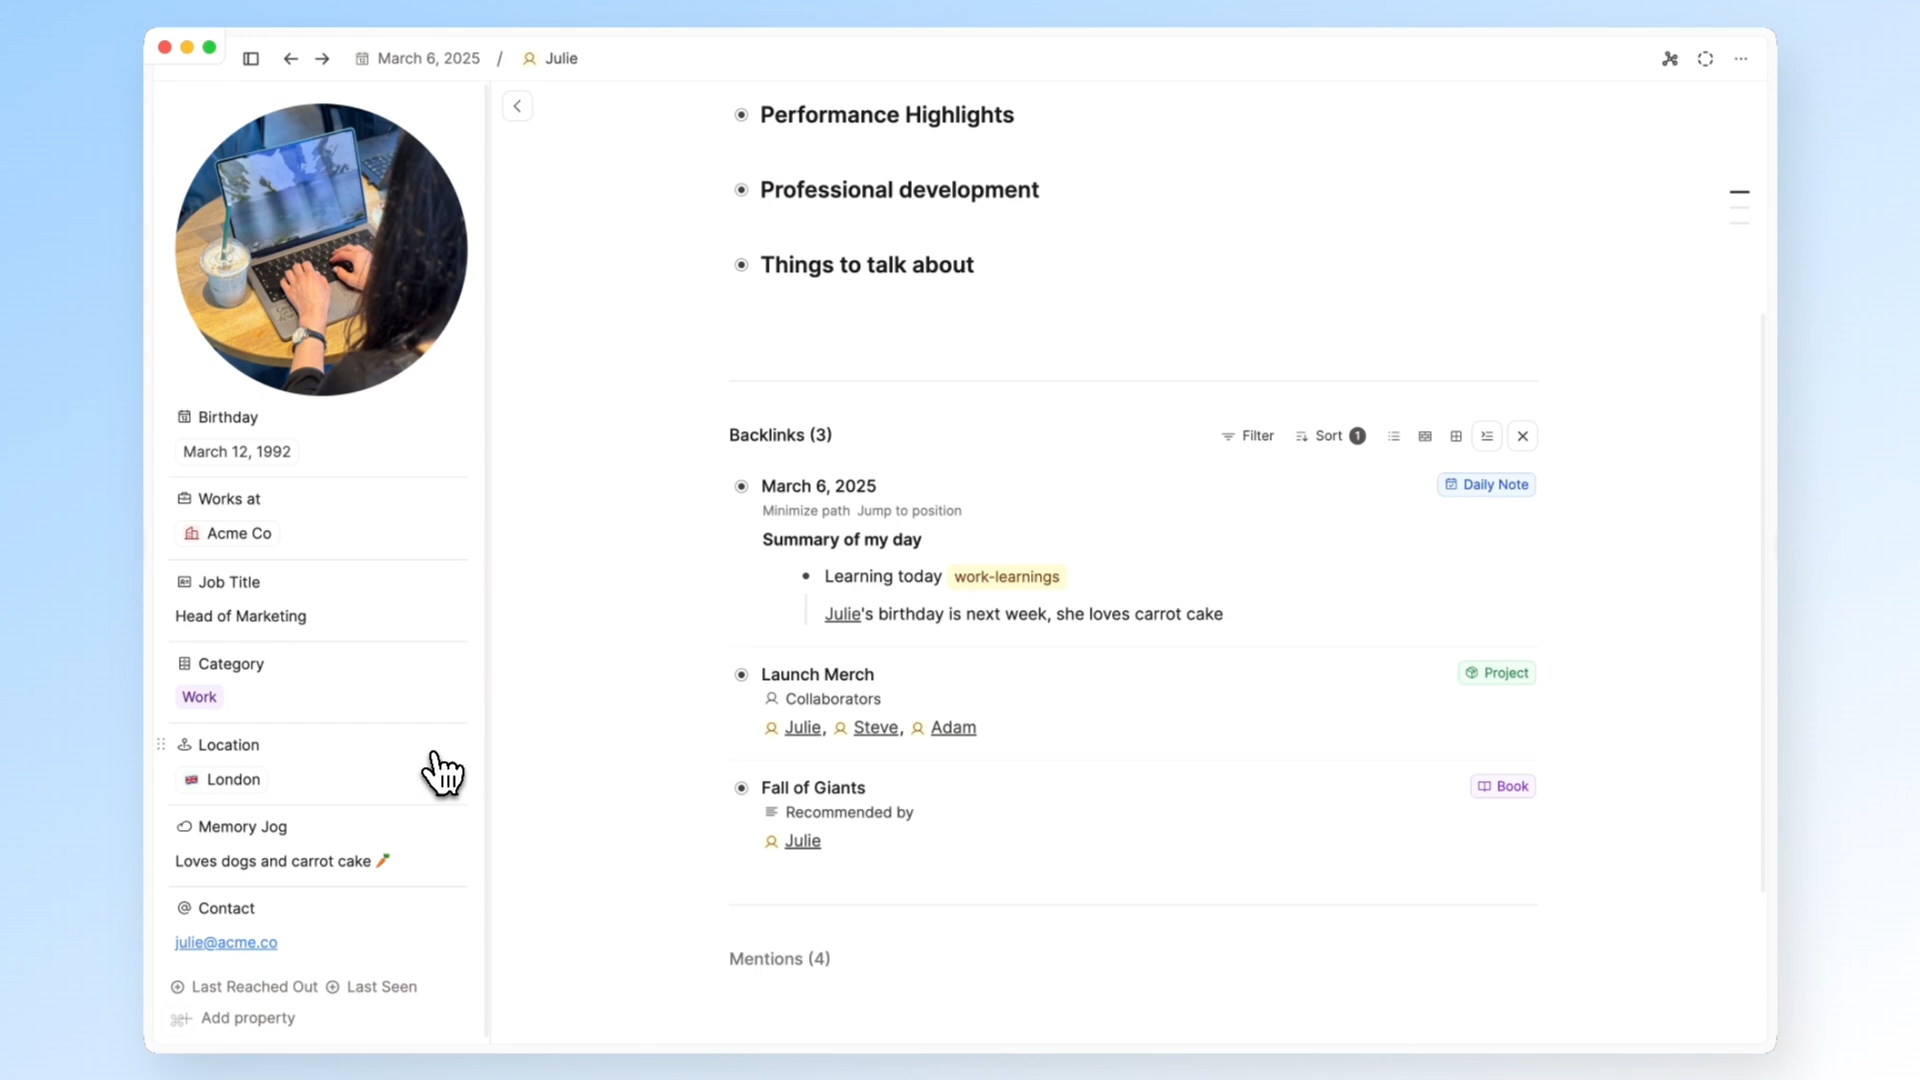 March 6, 2025 / Julie
Birthday
March 12, 1992
Works at
Acme Co
Job Title
Head of Marketing
Category
Work
Location
London
Memory Jog
Loves dogs and carrot cake 🥕
Contact
julie@acme.co
Last Reached Out Last Seen
Add property
Performance Highlights
Professional development
Things to talk about
Backlinks (3)
Filter Sort 1
March 6, 2025 Daily Note
Minimize path Jump to position
Summary of my day
• Learning today work-learnings
Julie's birthday is next week, she loves carrot cake
Launch Merch Project
Collaborators
Julie, Steve, Adam
Fall of Giants Book
Recommended by
Julie
Mentions (4)